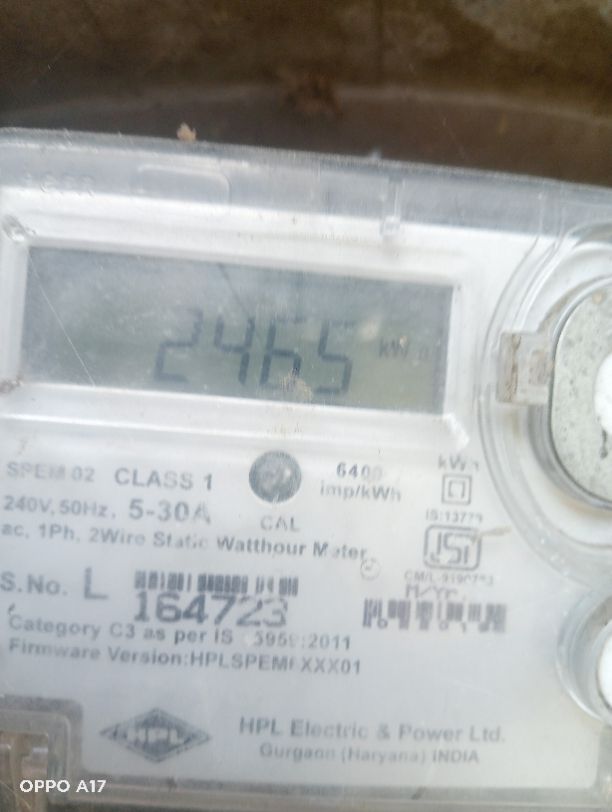 2465 kWh
SPEM 02 CLASS 1
6400 imp/kWh
kWh
240V, 50Hz, 5-30A
CAL
ac, 1Ph, 2Wire Static Watthour Meter
S.No. L 164723
M/Yr.
Category C3 as per IS 15959:2011
Firmware Version:HPLSPEM
HPL
HPL Electric & Power Ltd.
Gurgaon (Haryana) INDIA
OPPO A17